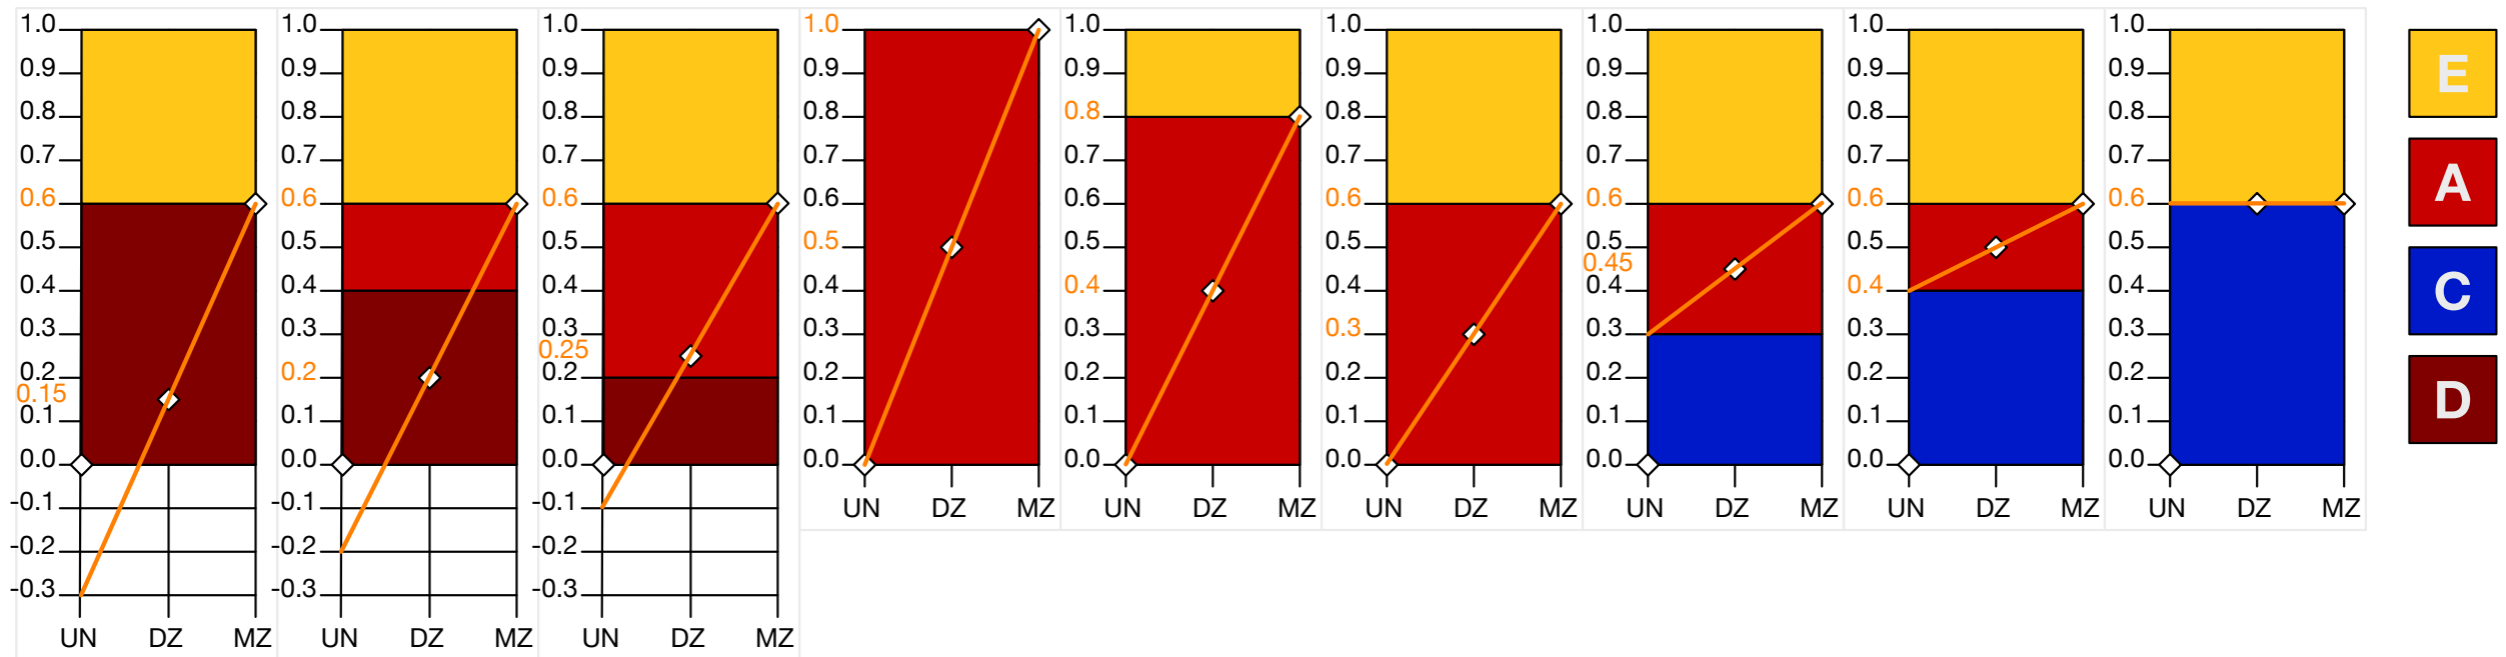 1.0 1.0 1.0 1.0 1.0 1.0 1.0 1.0 1.0
0.9 0.9 0.9 0.9 0.9 0.9 0.9 0.9 0.9
0.8 0.8 0.8 0.8 0.8 0.8 0.8 0.8 0.8
0.7 0.7 0.7 0.7 0.7 0.7 0.7 0.7 0.7
0.6 0.6 0.6 0.6 0.6 0.6 0.6 0.6 0.6
0.5 0.5 0.5 0.5 0.5 0.5 0.5 0.5 0.5
0.45
0.4 0.4 0.4 0.4 0.4 0.4 0.4 0.4 0.4
0.3 0.3 0.3 0.3 0.3 0.3 0.3 0.3 0.3
0.25
0.2 0.2 0.2 0.2 0.2 0.2 0.2 0.2 0.2
0.15
0.1 0.1 0.1 0.1 0.1 0.1 0.1 0.1
0.0 0.0 0.0 0.0 0.0 0.0 0.0 0.0 0.0
UN DZ MZ UN DZ MZ UN DZ MZ UN DZ MZ UN DZ MZ UN DZ MZ
-0.1 -0.1 -0.1
-0.2 -0.2 -0.2
-0.3 -0.3 -0.3
UN DZ MZ UN DZ MZ UN DZ MZ
E
A
C
D